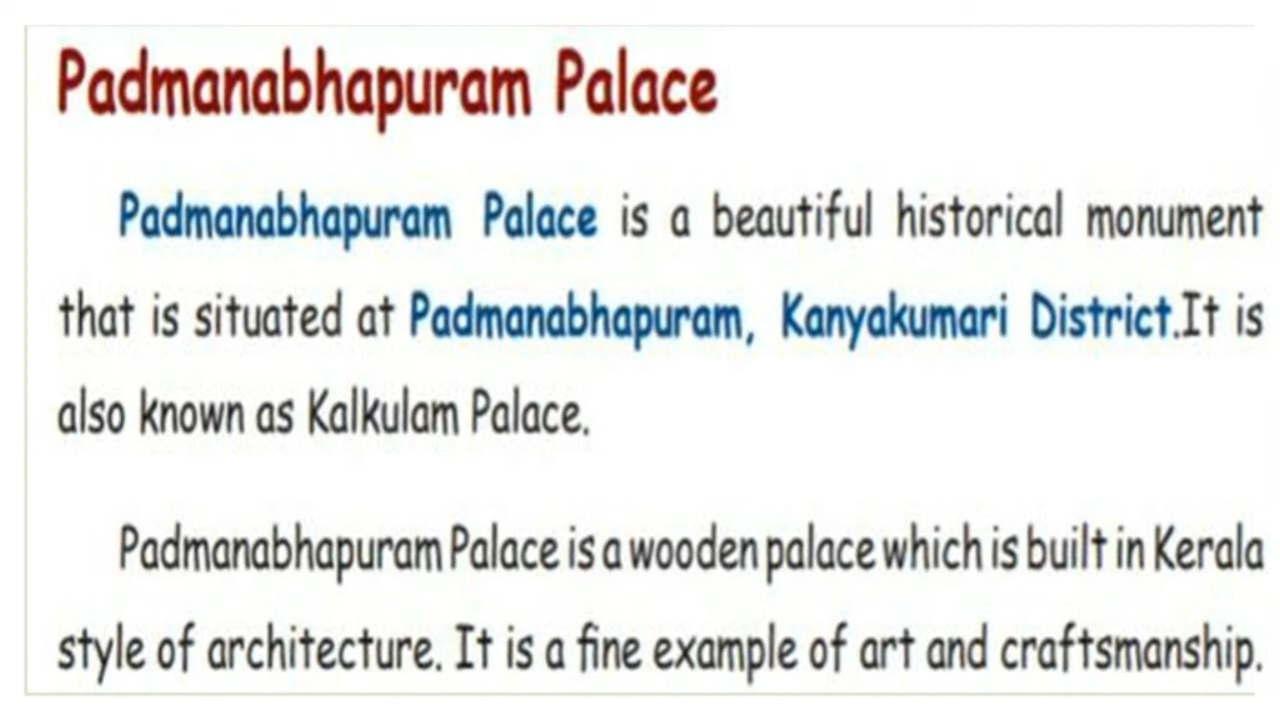 Padmanabhapuram Palace
Padmanabhapuram Palace is a beautiful historical monument
that is situated at Padmanabhapuram, Kanyakumari District.It is
also known as Kalkulam Palace.
Padmanabhapuram Palace is a wooden palace which is built in Kerala
style of architecture. It is a fine example of art and craftsmanship.